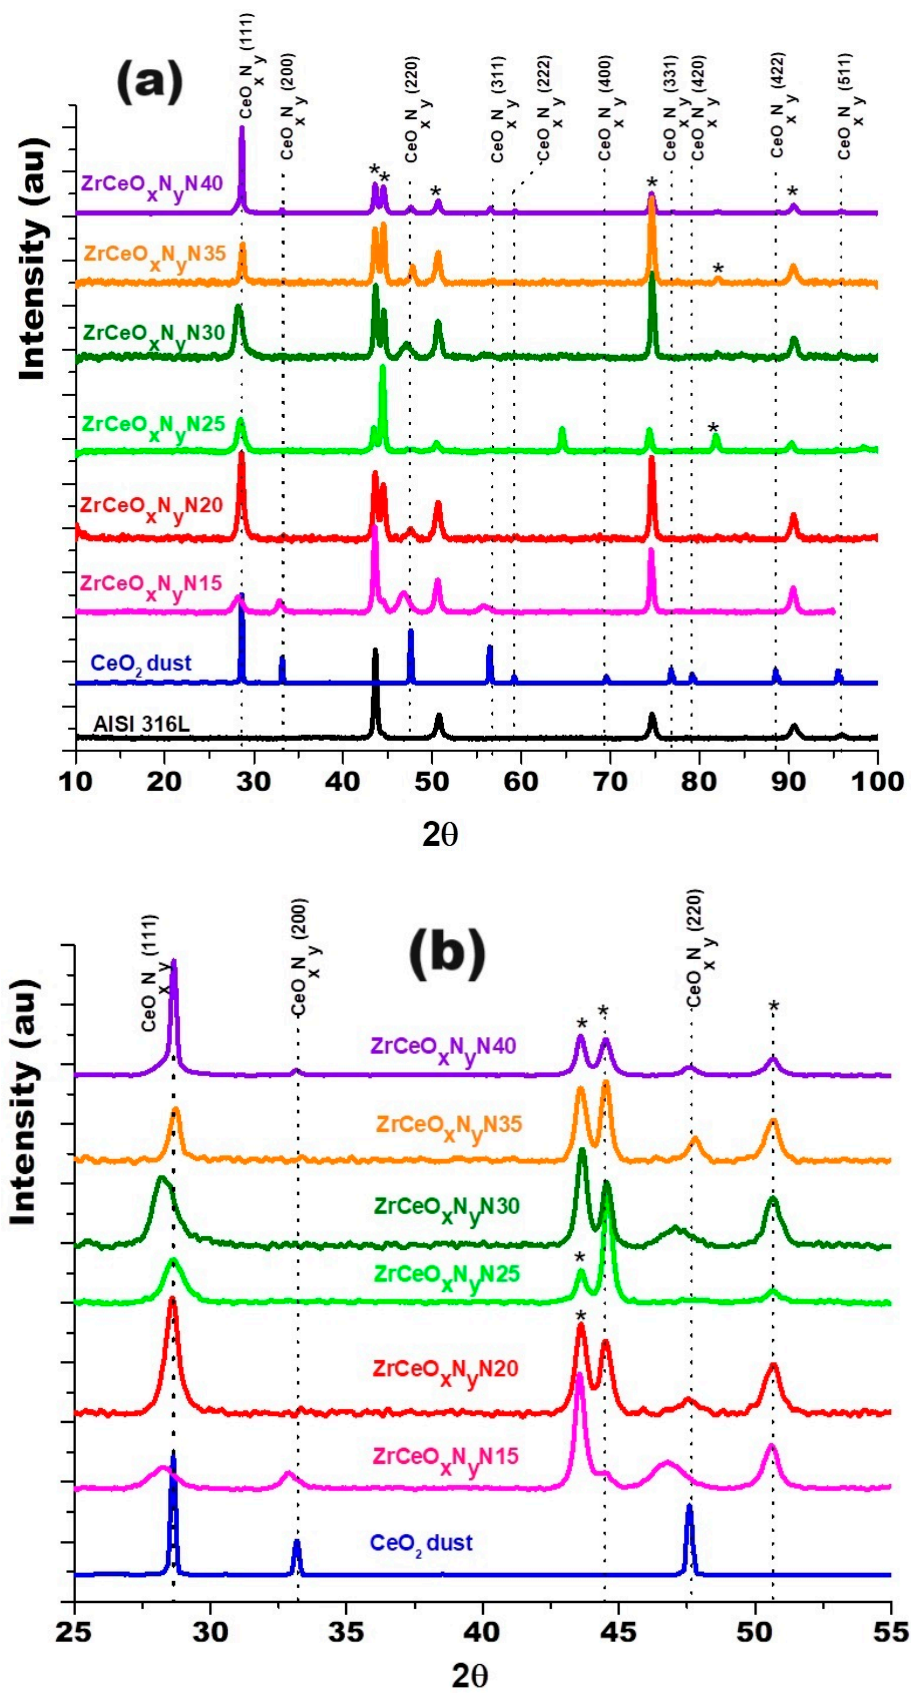 (a)
CeOxNy (111)
CeOxNy (200)
CeOxNy (220)
CeOxNy (311)
CeOxNy (222)
CeOxNy (400)
CeOxNy (331)
CeOxNy (420)
CeOxNy (422)
CeOxNy (511)
Intensity (au)
ZrCeOxNyN40
* * * * *
ZrCeOxNyN35
*
ZrCeOxNyN30
ZrCeOxNyN25
*
ZrCeOxNyN20
ZrCeOxNyN15
CeO2 dust
AISI 316L
10 20 30 40 50 60 70 80 90 100
2θ
(b)
CeOxNy (111)
CeOxNy (200)
CeOxNy (220)
Intensity (au)
* * *
ZrCeOxNyN40
ZrCeOxNyN35
ZrCeOxNyN30
*
ZrCeOxNyN25
*
ZrCeOxNyN20
ZrCeOxNyN15
CeO2 dust
25 30 35 40 45 50 55
2θ